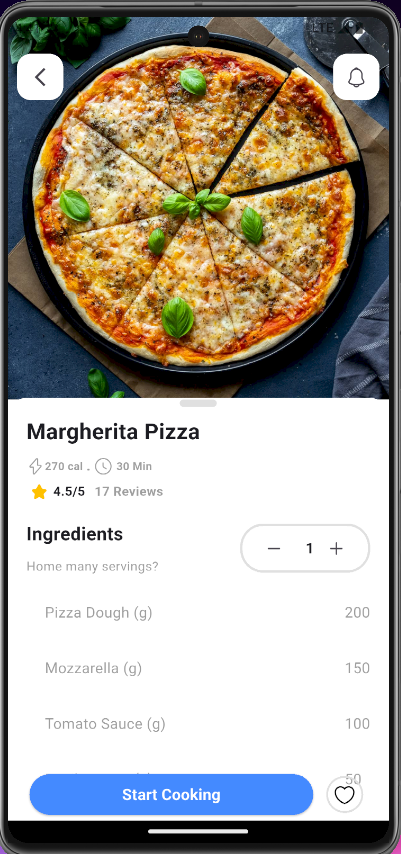 LTE
Margherita Pizza
270 cal . 30 Min
4.5/5 17 Reviews
Ingredients
Home many servings?
1
Pizza Dough (g) 200
Mozzarella (g) 150
Tomato Sauce (g) 100
50
Start Cooking